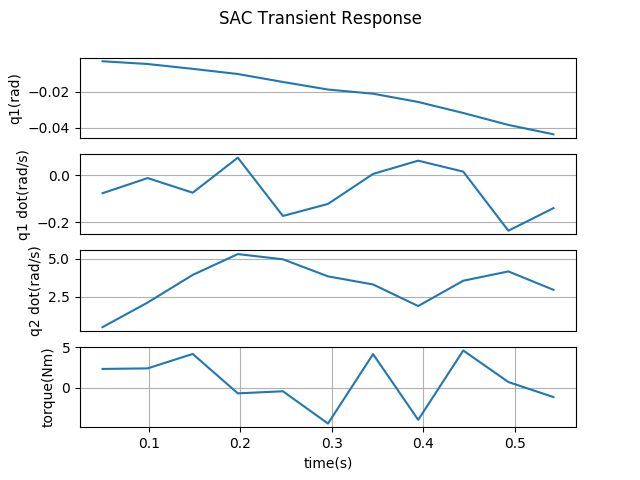 SAC Transient Response
q1(rad)
−0.02
−0.04
q1 dot(rad/s)
0.0
−0.2
q2 dot(rad/s)
5.0
2.5
torque(Nm)
5
0
0.1 0.2 0.3 0.4 0.5
time(s)